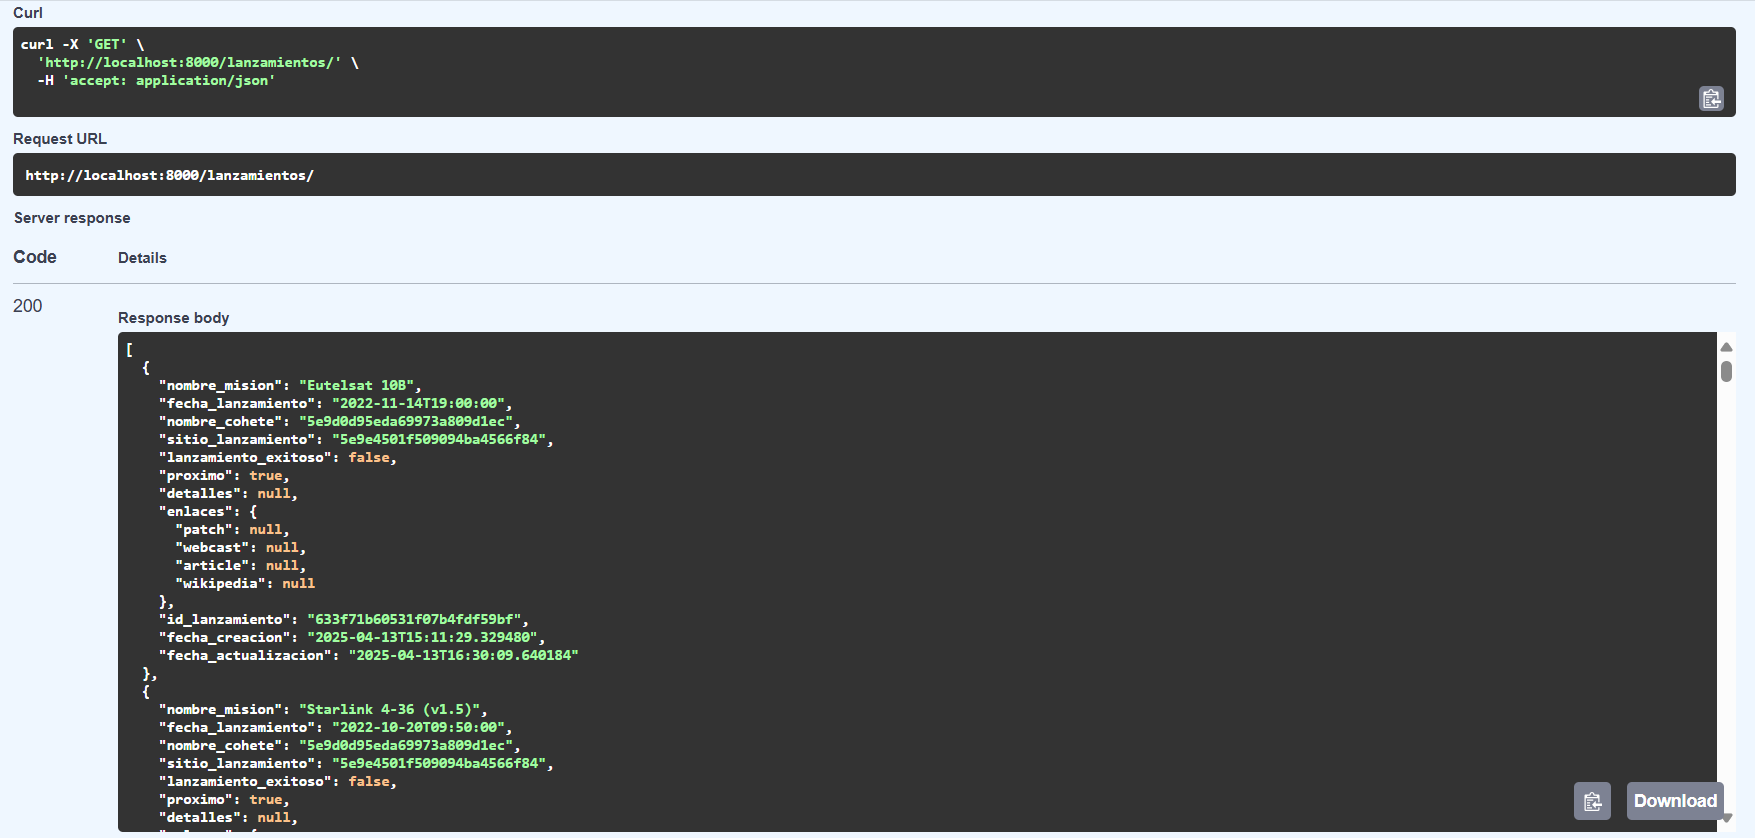 Curl
curl -X 'GET' \
  'http://localhost:8000/lanzamientos/' \
  -H 'accept: application/json'
Request URL
http://localhost:8000/lanzamientos/
Server response
Code Details
200
Response body
[
  {
    "nombre_mision": "Eutelsat 10B",
    "fecha_lanzamiento": "2022-11-14T19:00:00",
    "nombre_cohete": "5e9d0d95eda69973a809d1ec",
    "sitio_lanzamiento": "5e9e4501f509094ba4566f84",
    "lanzamiento_exitoso": false,
    "proximo": true,
    "detalles": null,
    "enlaces": {
      "patch": null,
      "webcast": null,
      "article": null,
      "wikipedia": null
    },
    "id_lanzamiento": "633f71b60531f07b4fdf59bf",
    "fecha_creacion": "2025-04-13T15:11:29.329480",
    "fecha_actualizacion": "2025-04-13T16:30:09.640184"
  },
  {
    "nombre_mision": "Starlink 4-36 (v1.5)",
    "fecha_lanzamiento": "2022-10-20T09:50:00",
    "nombre_cohete": "5e9d0d95eda69973a809d1ec",
    "sitio_lanzamiento": "5e9e4501f509094ba4566f84",
    "lanzamiento_exitoso": false,
    "proximo": true,
    "detalles": null,
Download